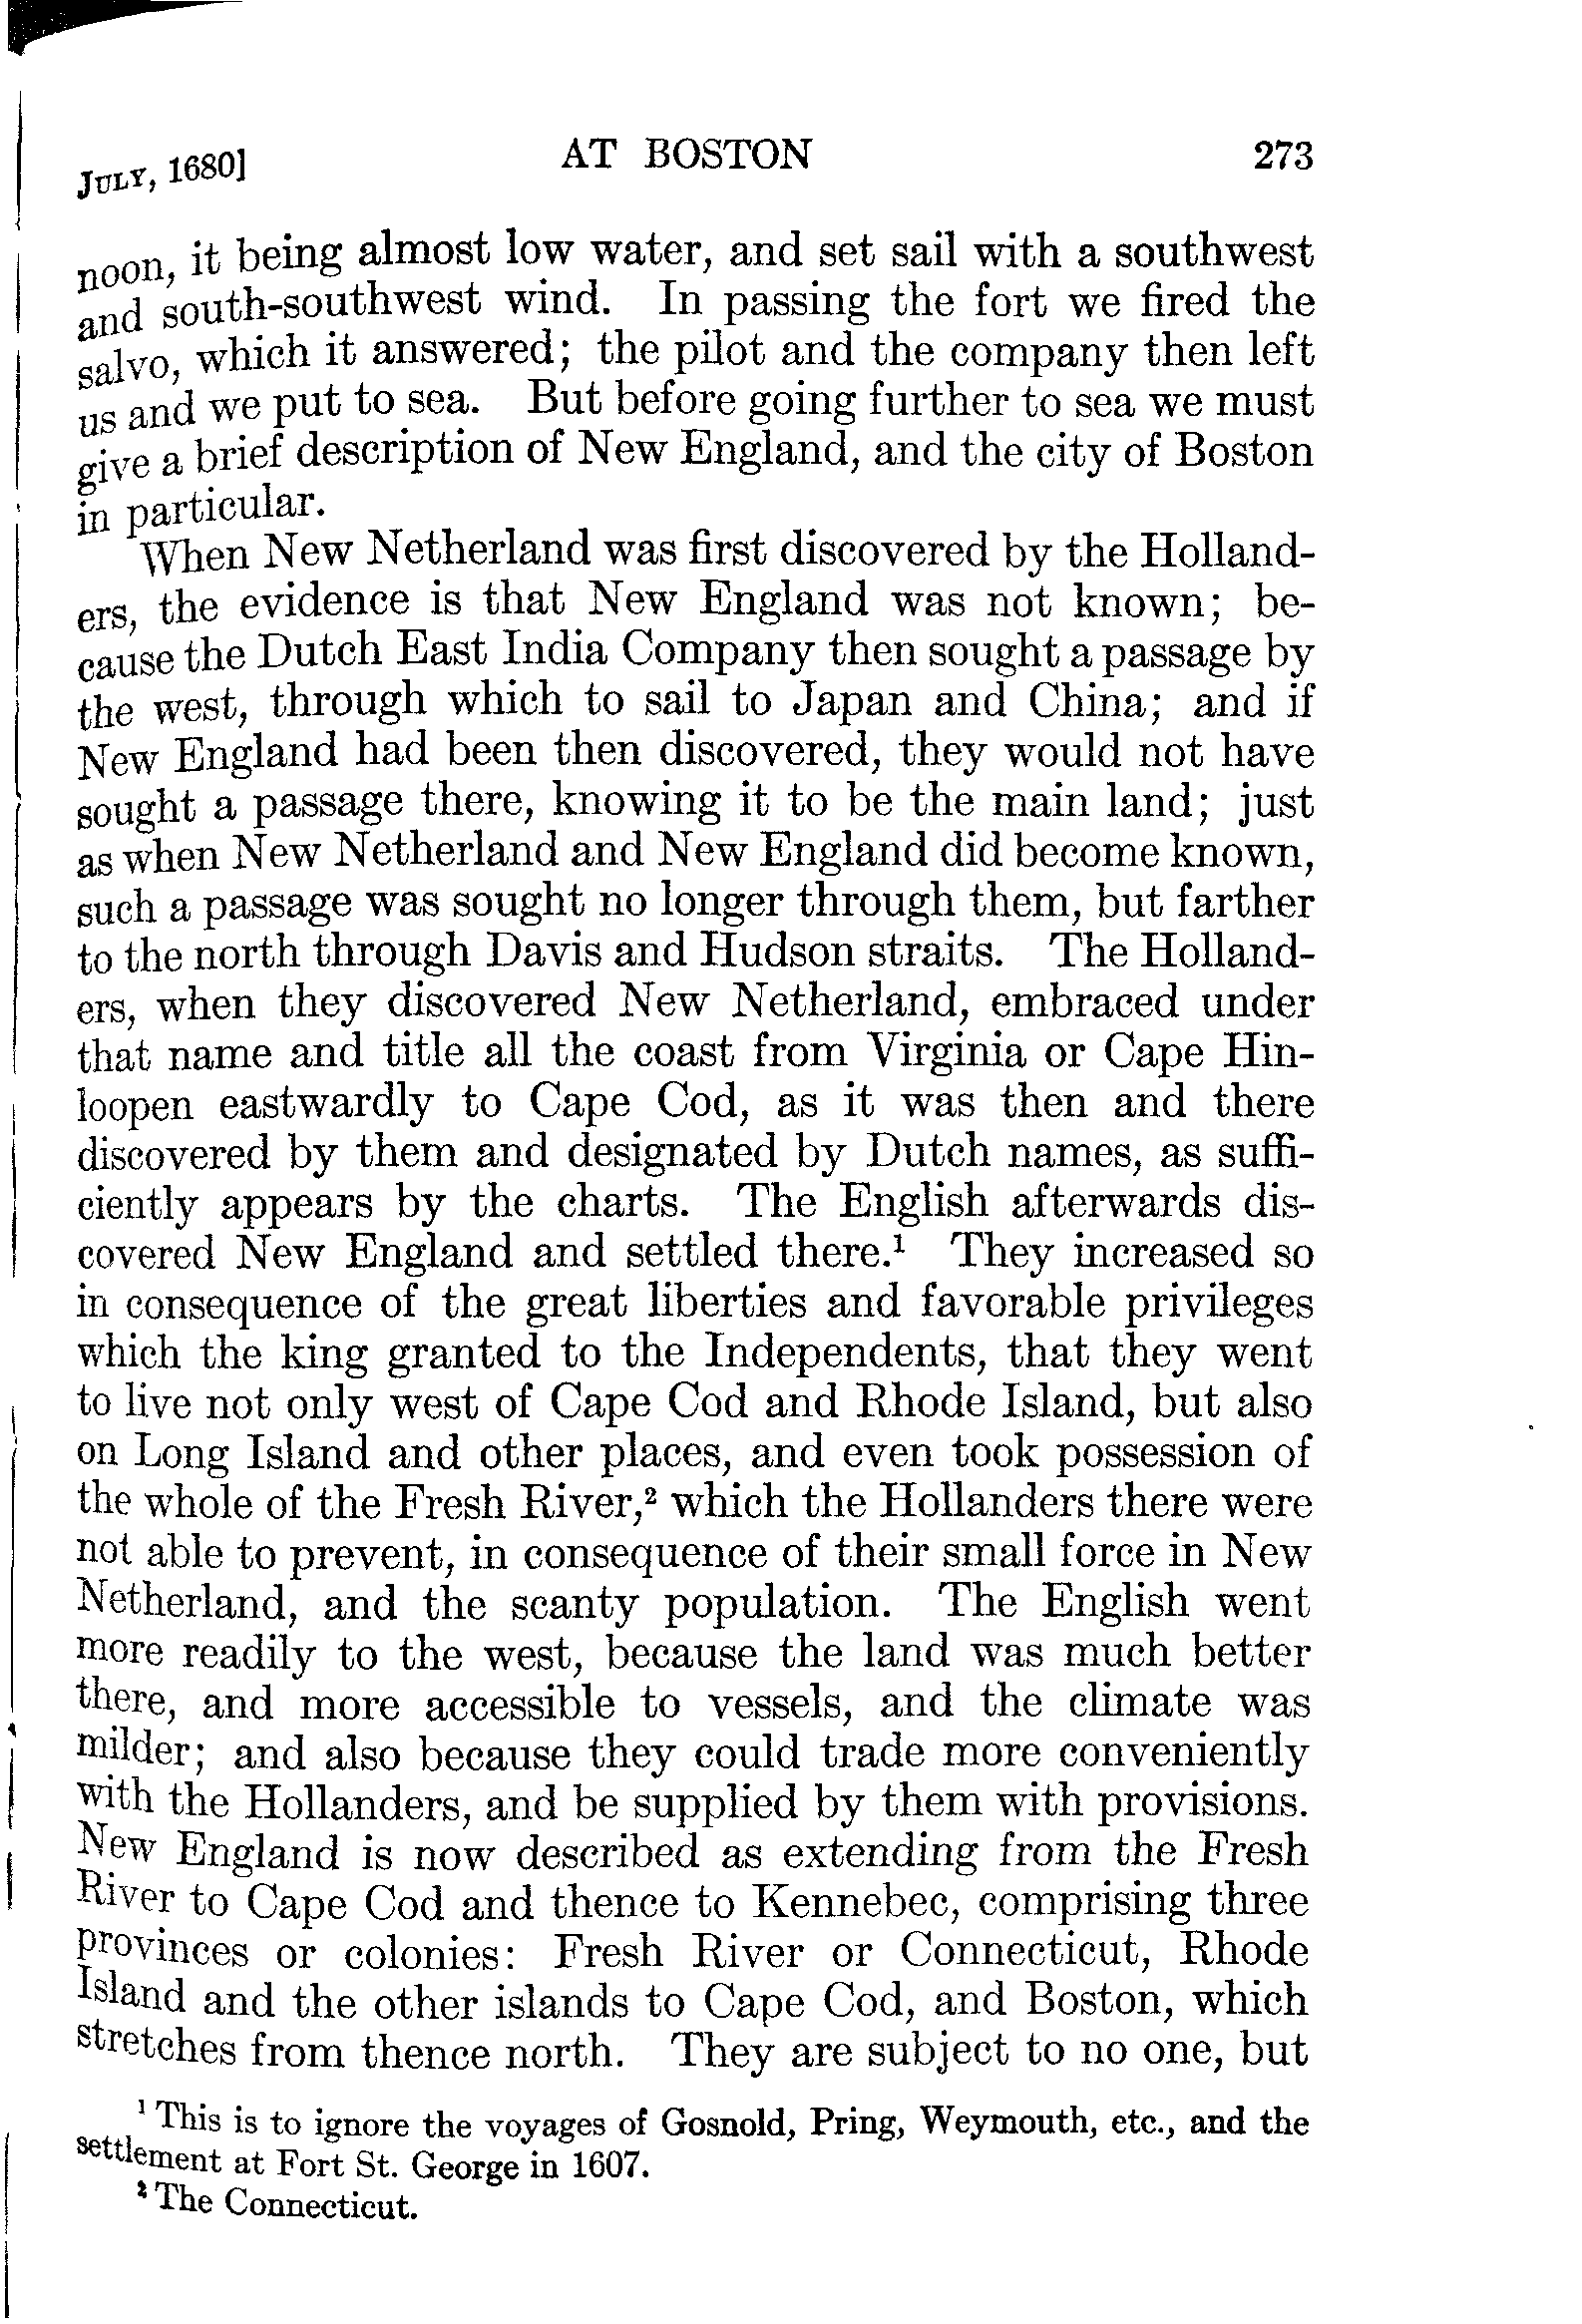 JULY, 1680] AT BOSTON 273
noon, it being almost low water, and set sail with a southwest
and south-southwest wind. In passing the fort we fired the
salvo, which it answered; the pilot and the company then left
us and we put to sea. But before going further to sea we must
give a brief description of New England, and the city of Boston
in particular.
When New Netherland was first discovered by the Holland-
ers, the evidence is that New England was not known; be-
cause the Dutch East India Company then sought a passage by
the west, through which to sail to Japan and China; and if
New England had been then discovered, they would not have
sought a passage there, knowing it to be the main land; just
as when New Netherland and New England did become known,
such a passage was sought no longer through them, but farther
to the north through Davis and Hudson straits. The Holland-
ers, when they discovered New Netherland, embraced under
that name and title all the coast from Virginia or Cape Hin-
loopen eastwardly to Cape Cod, as it was then and there
discovered by them and designated by Dutch names, as suffi-
ciently appears by the charts. The English afterwards dis-
covered New England and settled there.¹ They increased so
in consequence of the great liberties and favorable privileges
which the king granted to the Independents, that they went
to live not only west of Cape Cod and Rhode Island, but also
on Long Island and other places, and even took possession of
the whole of the Fresh River,² which the Hollanders there were
not able to prevent, in consequence of their small force in New
Netherland, and the scanty population. The English went
more readily to the west, because the land was much better
there, and more accessible to vessels, and the climate was
milder; and also because they could trade more conveniently
with the Hollanders, and be supplied by them with provisions.
New England is now described as extending from the Fresh
River to Cape Cod and thence to Kennebec, comprising three
provinces or colonies: Fresh River or Connecticut, Rhode
Island and the other islands to Cape Cod, and Boston, which
stretches from thence north. They are subject to no one, but
¹ This is to ignore the voyages of Gosnold, Pring, Weymouth, etc., and the
settlement at Fort St. George in 1607.
² The Connecticut.